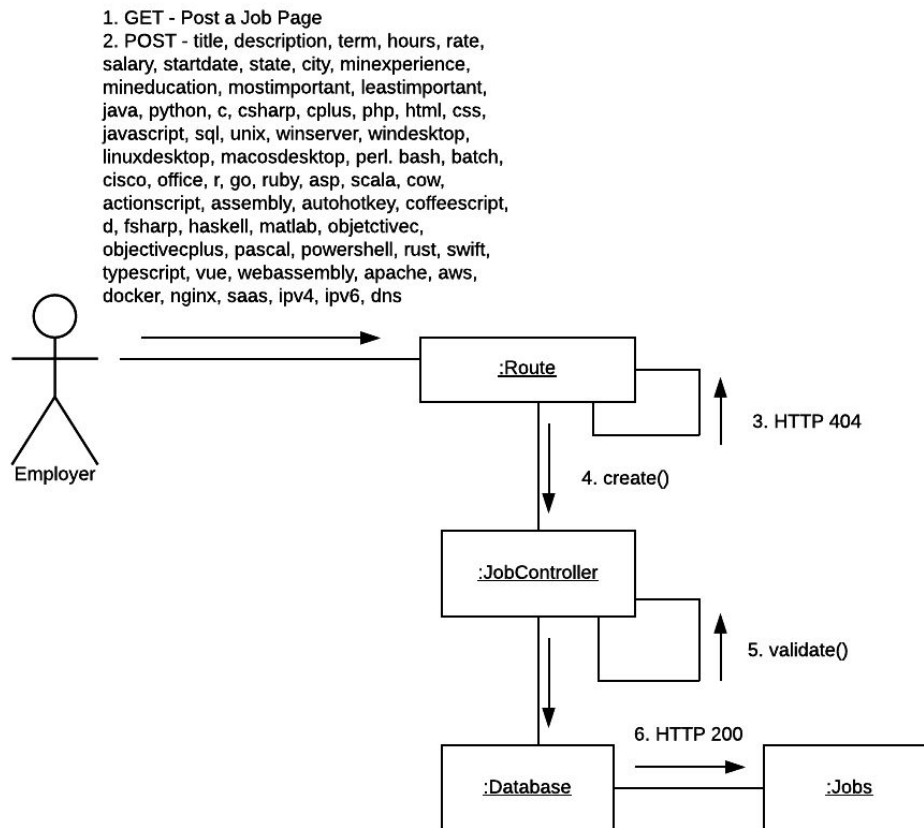 1. GET - Post a Job Page
2. POST - title, description, term, hours, rate,
salary, startdate, state, city, minexperience,
mineducation, mostimportant, leastimportant,
java, python, c, csharp, cplus, php, html, css,
javascript, sql, unix, winserver, windesktop,
linuxdesktop, macosdesktop, perl. bash, batch,
cisco, office, r, go, ruby, asp, scala, cow,
actionscript, assembly, autohotkey, coffeescript,
d, fsharp, haskell, matlab, objetctivec,
objectivecplus, pascal, powershell, rust, swift,
typescript, vue, webassembly, apache, aws,
docker, nginx, saas, ipv4, ipv6, dns
:Route
3. HTTP 404
Employer
4. create()
:JobController
5. validate()
6. HTTP 200
:Database
:Jobs